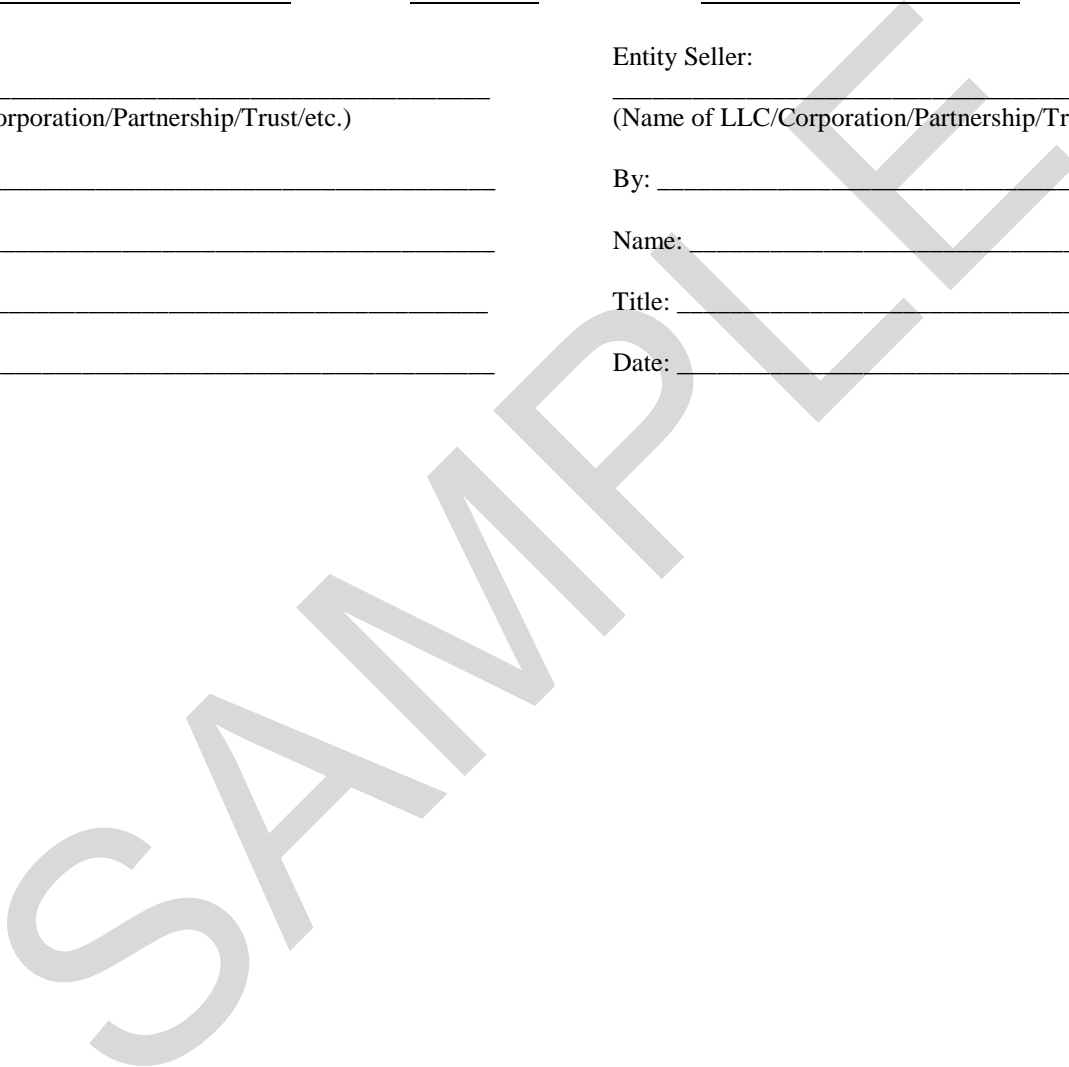 Entity Seller:
orporation/Partnership/Trust/etc.)
(Name of LLC/Corporation/Partnership/Tr
By:
Name:
Title:
Date:
SAMPLE